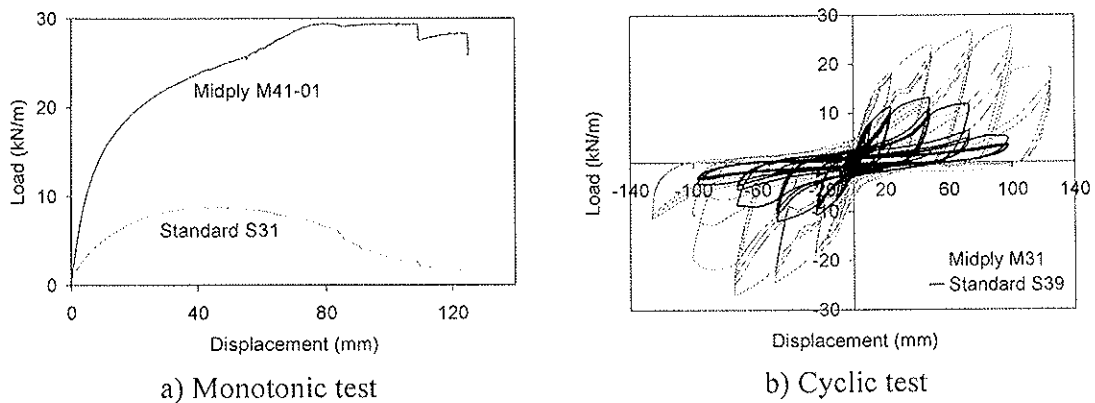 30
20
10
0
Load (kN/m)
Midply M41-01
Standard S31
0
40
80
120
Displacement (mm)
a) Monotonic test
30
20
10
Load (kN/m)
-140
-100
-60
-20
20
60
100
140
-10
-20
-30
Midply M31
Standard S39
Displacement (mm)
b) Cyclic test